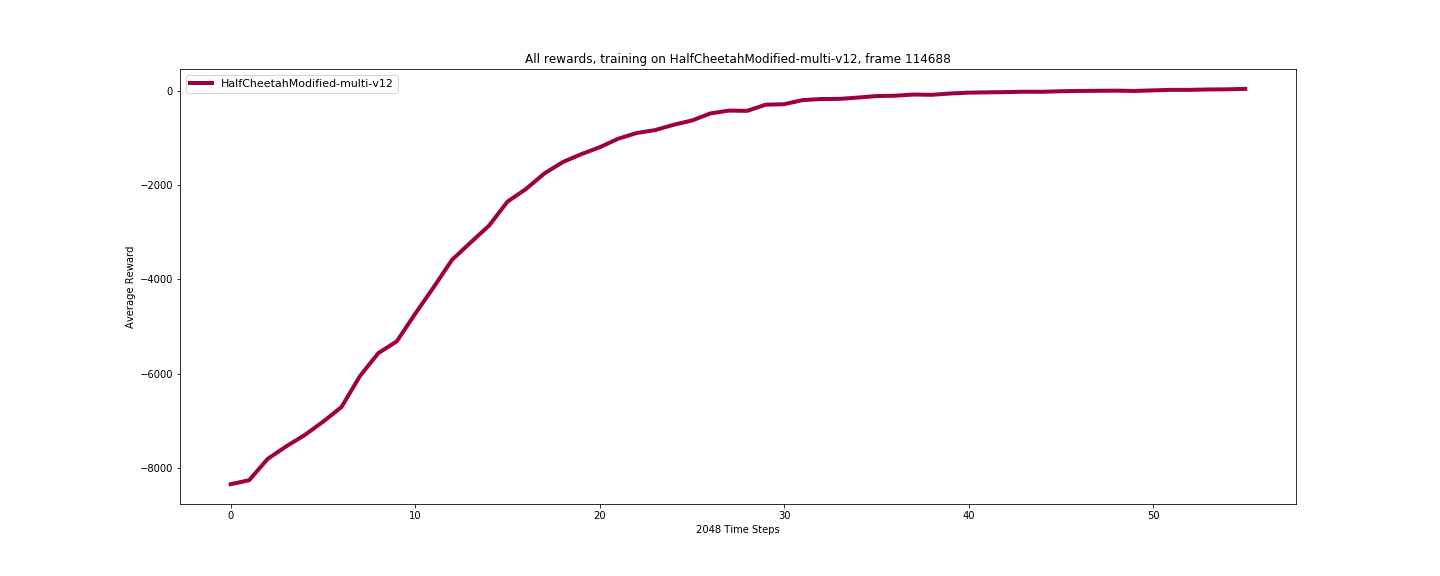 All rewards, training on HalfCheetahModified-multi-v12, frame 114688
HalfCheetahModified-multi-v12
0
−2000
−4000
−6000
−8000
Average Reward
0 10 20 30 40 50
2048 Time Steps